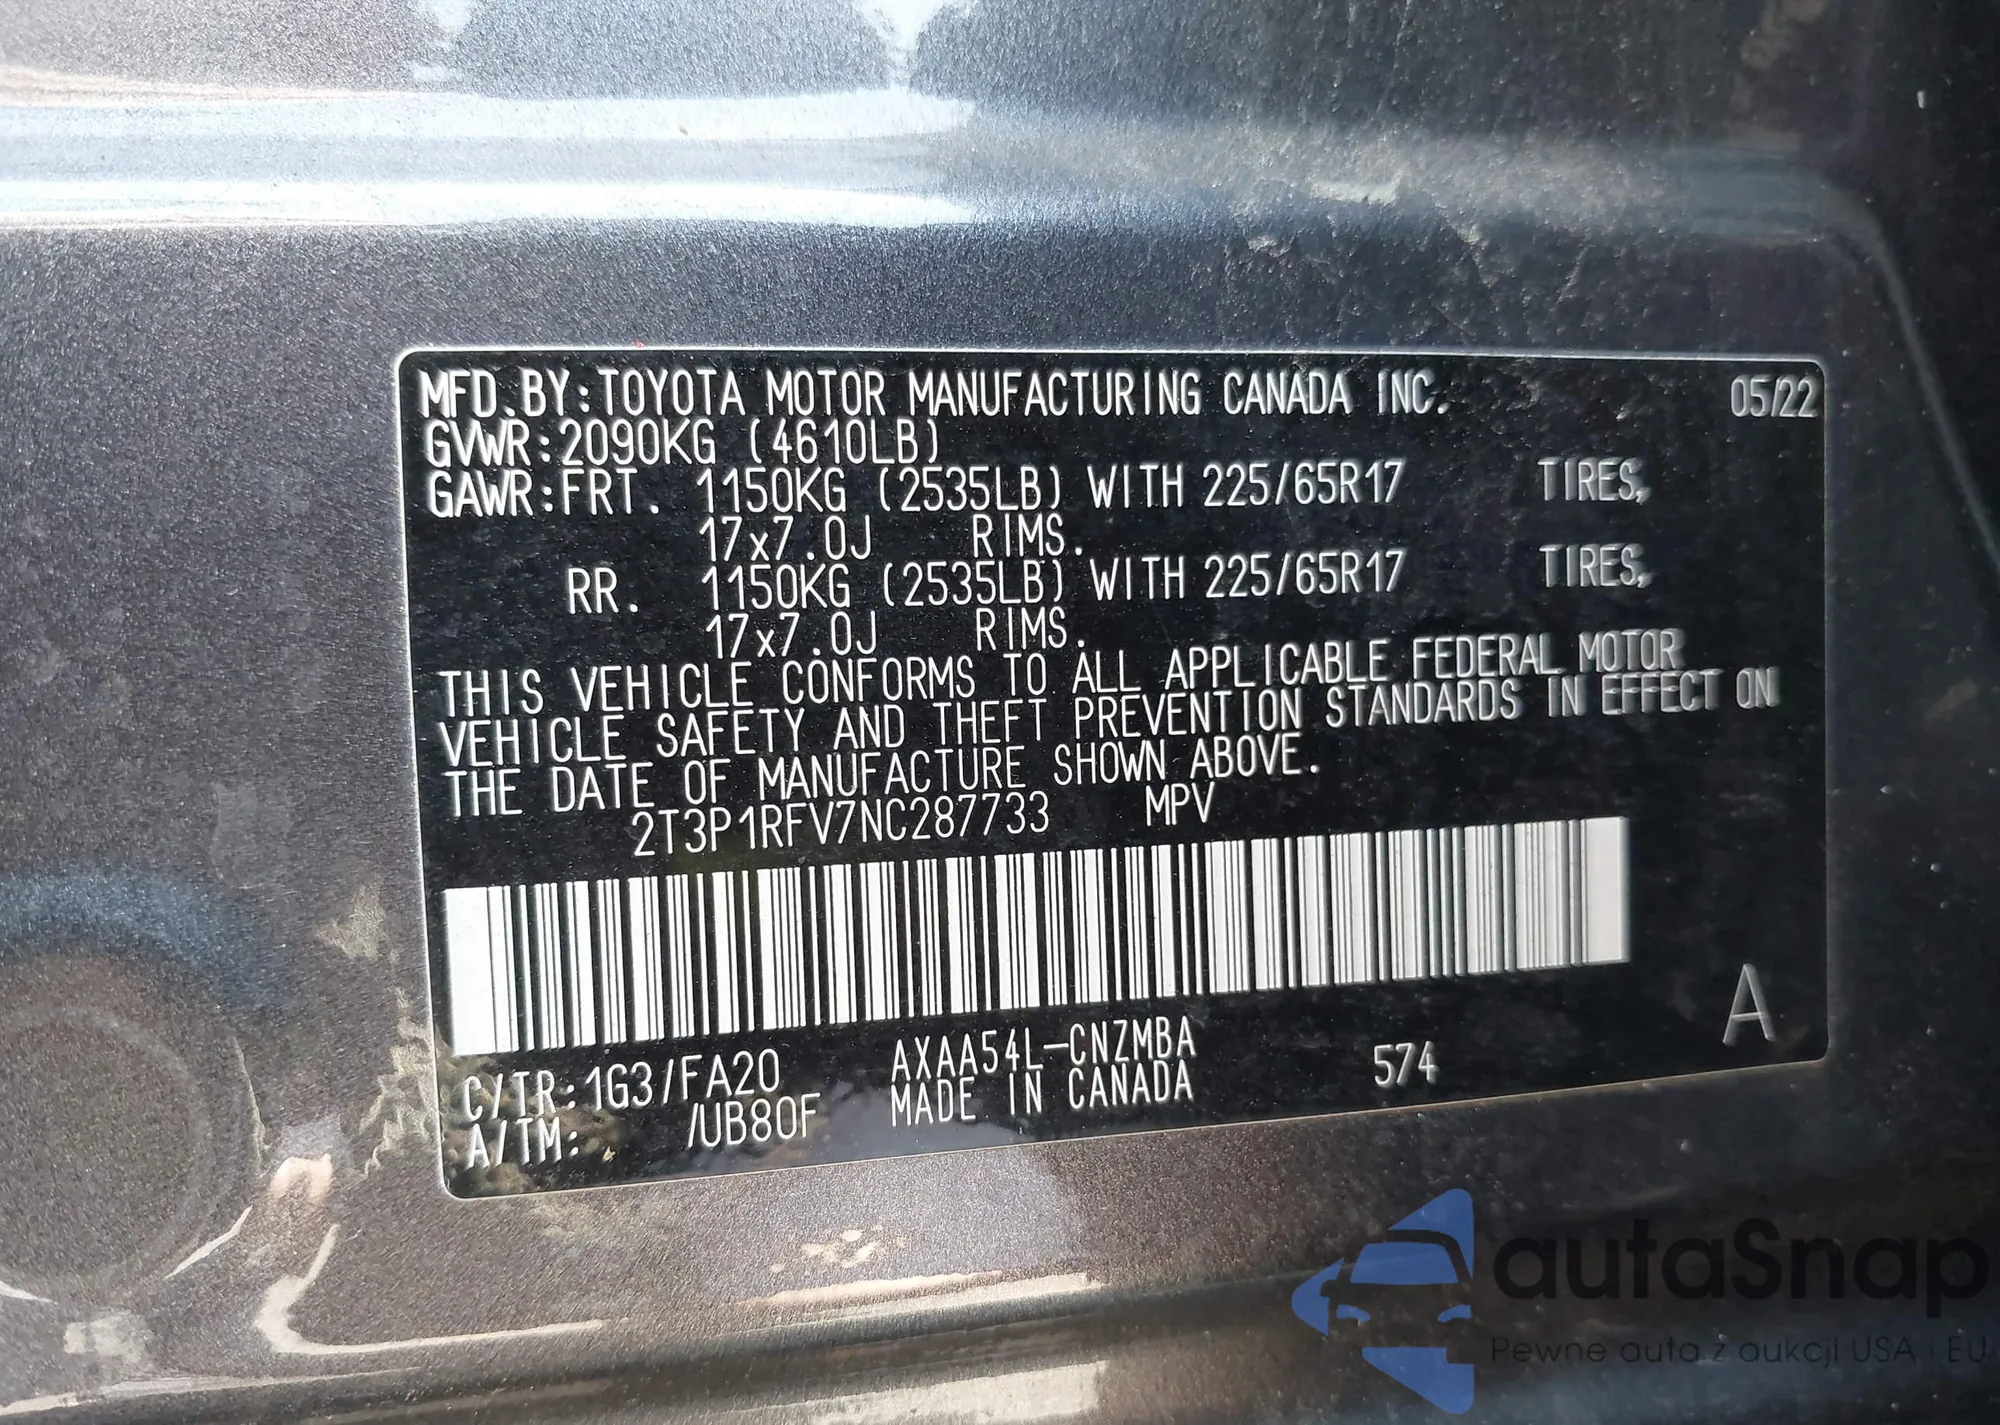 MFD. BY: TOYOTA MOTOR MANUFACTURING CANADA INC. 05/22
GVWR: 2090KG (4610LB)
GAWR: FRT. 1150KG (2535LB) WITH 225/65R17 TIRES,
17x7.0J RIMS.
RR. 1150KG (2535LB) WITH 225/65R17 TIRES,
17x7.0J RIMS.
THIS VEHICLE CONFORMS TO ALL APPLICABLE FEDERAL MOTOR
VEHICLE SAFETY AND THEFT PREVENTION STANDARDS IN EFFECT ON
THE DATE OF MANUFACTURE SHOWN ABOVE.
2T3P1RFV7NC287733 MPV
A
C/TR: 1G3/FA20 AXAA54L-CNZMBA 574
A/TM: /UB80F MADE IN CANADA
autaSnap
Pewne auta z aukcji USA i EU